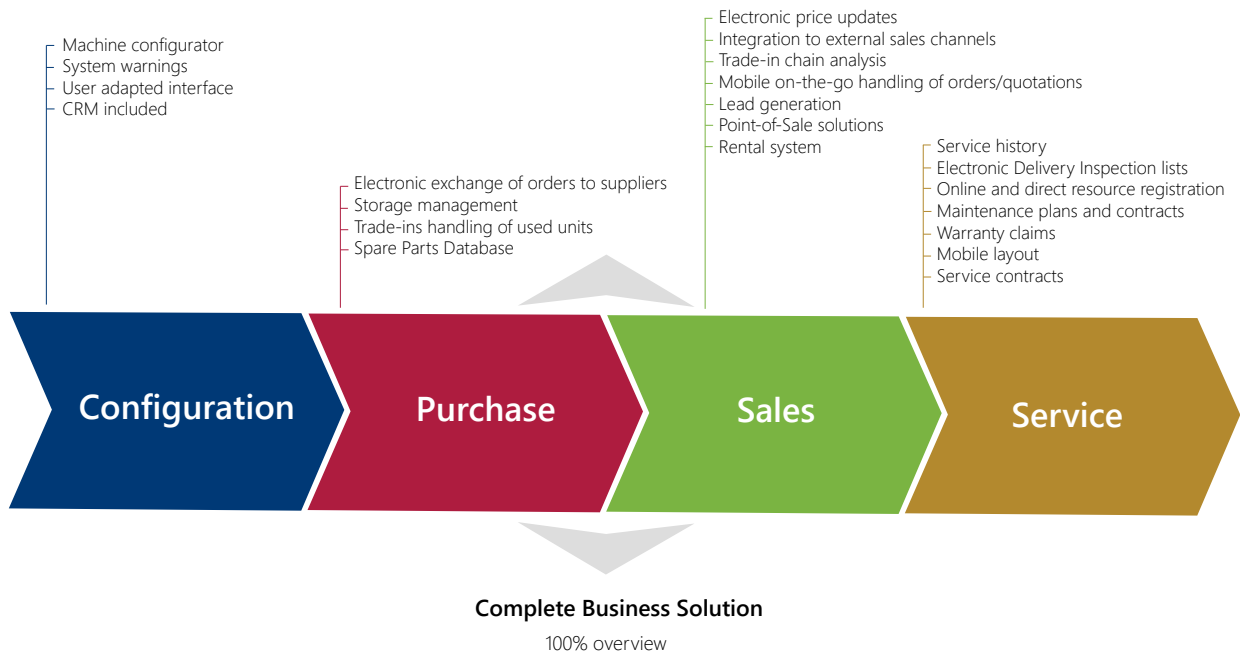 Machine configurator
System warnings
User adapted interface
CRM included
Electronic exchange of orders to suppliers
Storage management
Trade-ins handling of used units
Spare Parts Database
Electronic price updates
Integration to external sales channels
Trade-in chain analysis
Mobile on-the-go handling of orders/quotations
Lead generation
Point-of-Sale solutions
Rental system
Service history
Electronic Delivery Inspection lists
Online and direct resource registration
Maintenance plans and contracts
Warranty claims
Mobile layout
Service contracts
Configuration
Purchase
Sales
Service
Complete Business Solution
100% overview